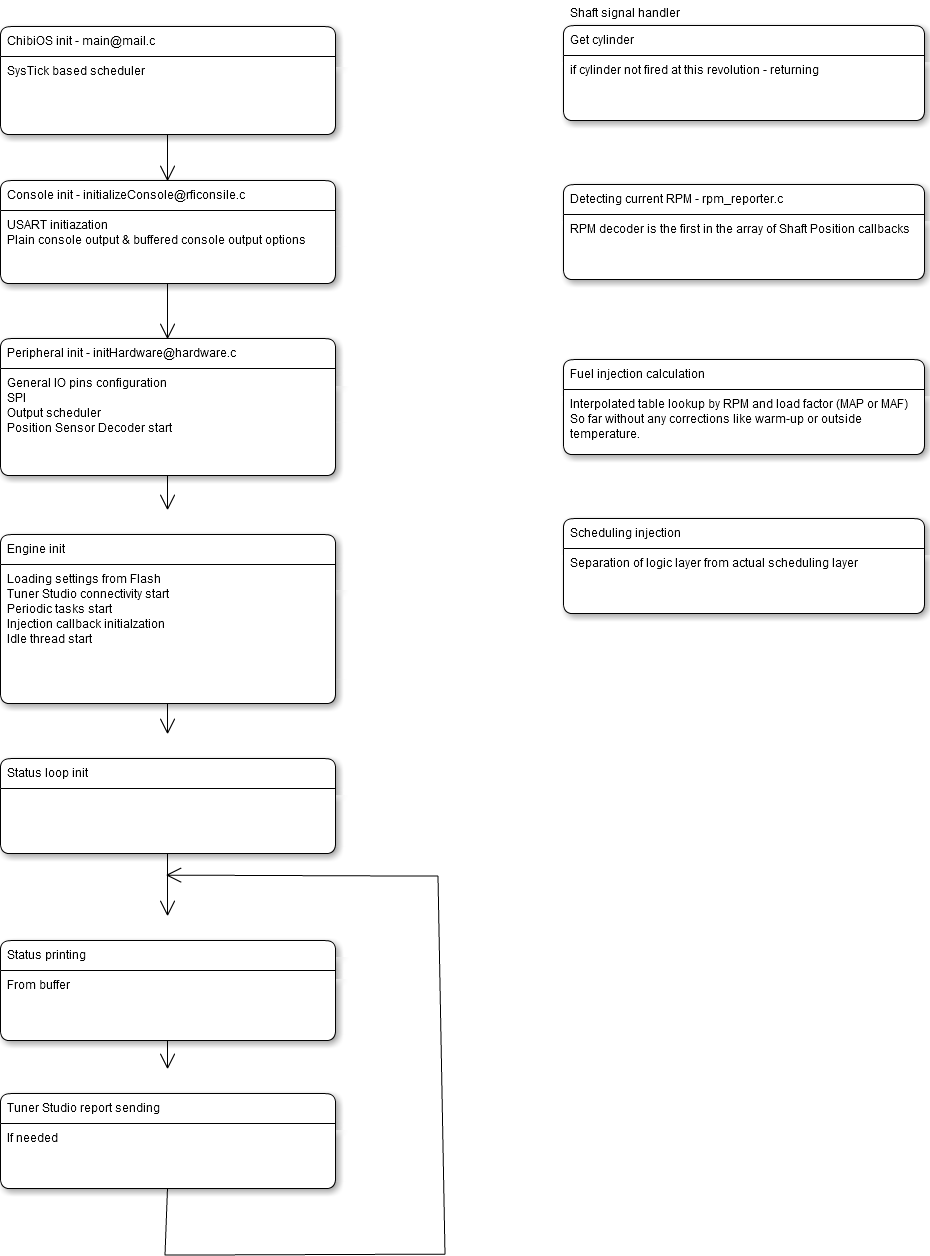 ChibiOS init - main@mail.c
SysTick based scheduler
Console init - initializeConsole@rficonsile.c
USART initiazation
Plain console output & buffered console output options
Peripheral init - initHardware@hardware.c
General IO pins configuration
SPI
Output scheduler
Position Sensor Decoder start
Engine init
Loading settings from Flash
Tuner Studio connectivity start
Periodic tasks start
Injection callback initialzation
Idle thread start
Status loop init
Status printing
From buffer
Tuner Studio report sending
If needed
Shaft signal handler
Get cylinder
if cylinder not fired at this revolution - returning
Detecting current RPM - rpm_reporter.c
RPM decoder is the first in the array of Shaft Position callbacks
Fuel injection calculation
Interpolated table lookup by RPM and load factor (MAP or MAF)
So far without any corrections like warm-up or outside
temperature.
Scheduling injection
Separation of logic layer from actual scheduling layer